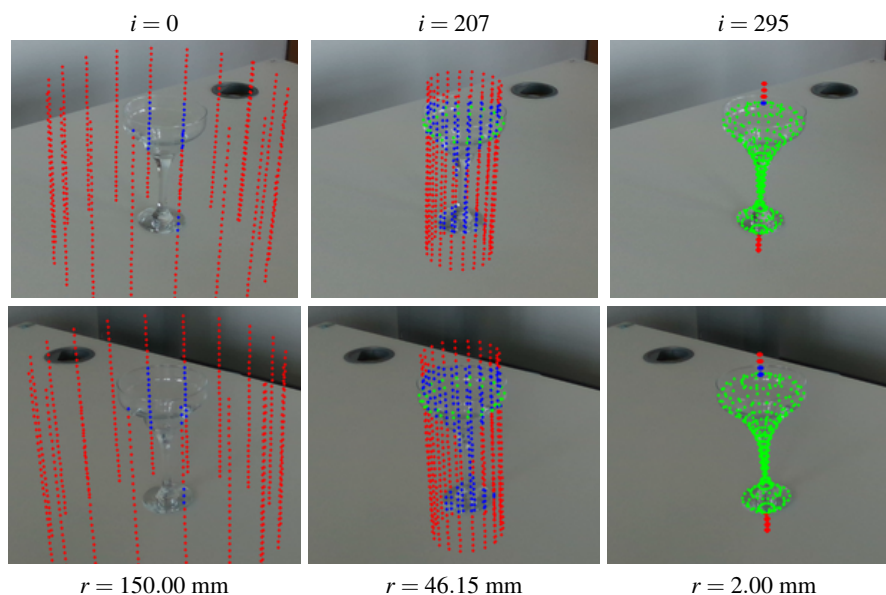 i = 0
i = 207
i = 295
r = 150.00 mm
r = 46.15 mm
r = 2.00 mm